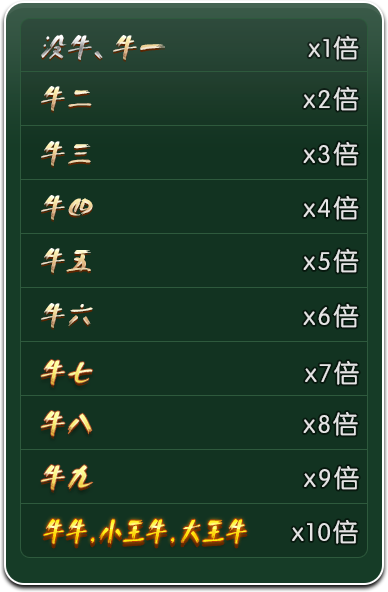 没牛、牛一 x1倍
牛二 x2倍
牛三 x3倍
牛四 x4倍
牛五 x5倍
牛六 x6倍
牛七 x7倍
牛八 x8倍
牛九 x9倍
牛牛.小王牛.大王牛 x10倍